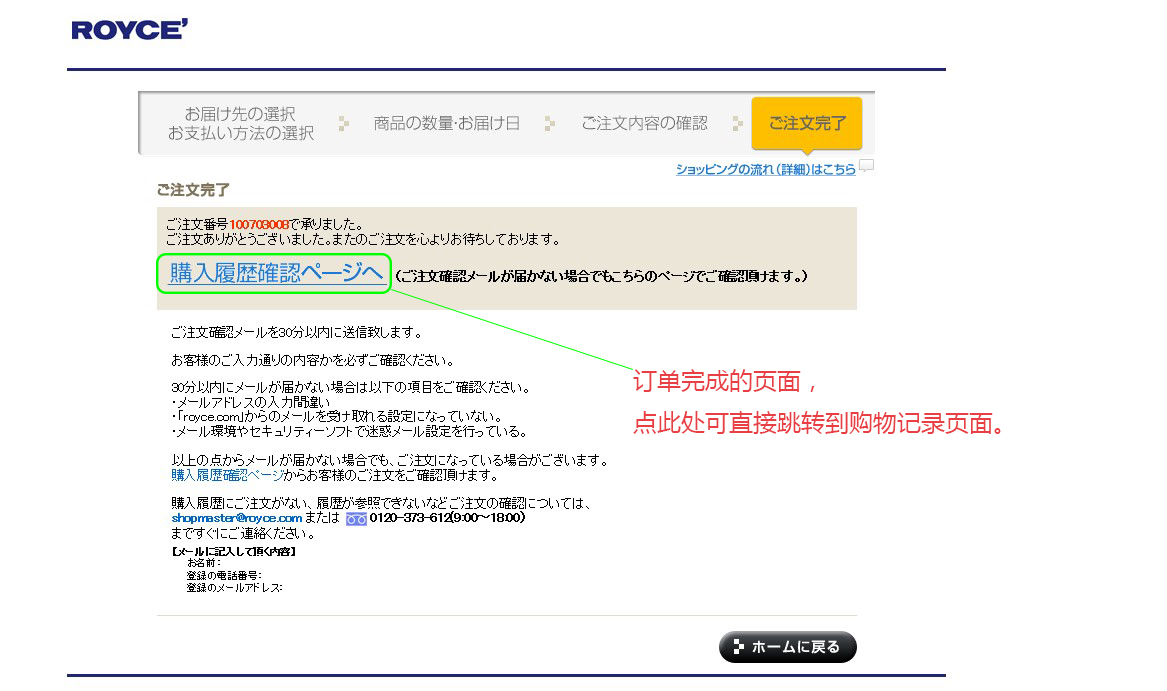 ROYCE'
お届け先の選択
お支払い方法の選択
商品の数量・お届け日
ご注文内容の確認
ご注文完了
ショッピングの流れ(詳細)はこちら
ご注文完了
ご注文番号100703008で承りました。
ご注文ありがとうございました。またのご注文を心よりお待ちしております。
購入履歴確認ページへ (ご注文確認メールが届かない場合でもこちらのページでご確認頂けます。)
ご注文確認メールを30分以内に送信致します。
お客様のご入力通りの内容かを必ずご確認ください。
30分以内にメールが届かない場合は以下の項目をご確認ください。
・メールアドレスの入力間違い
・「royce.com」からのメールを受け取れる設定になっていない。
・メール環境やセキュリティーソフトで迷惑メール設定を行っている。
订单完成的页面，
点此处可直接跳转到购物记录页面。
以上の点からメールが届かない場合でも、ご注文になっている場合がございます。
購入履歴確認ページからお客様のご注文をご確認頂けます。
購入履歴にご注文がない、履歴が参照できないなどご注文の確認については、
shopmaster@royce.com または 0120-373-612(9:00～18:00)
まですぐにご連絡ください。
【メールに記入して頂く内容】
お名前：
登録の電話番号：
登録のメールアドレス：
ホームに戻る